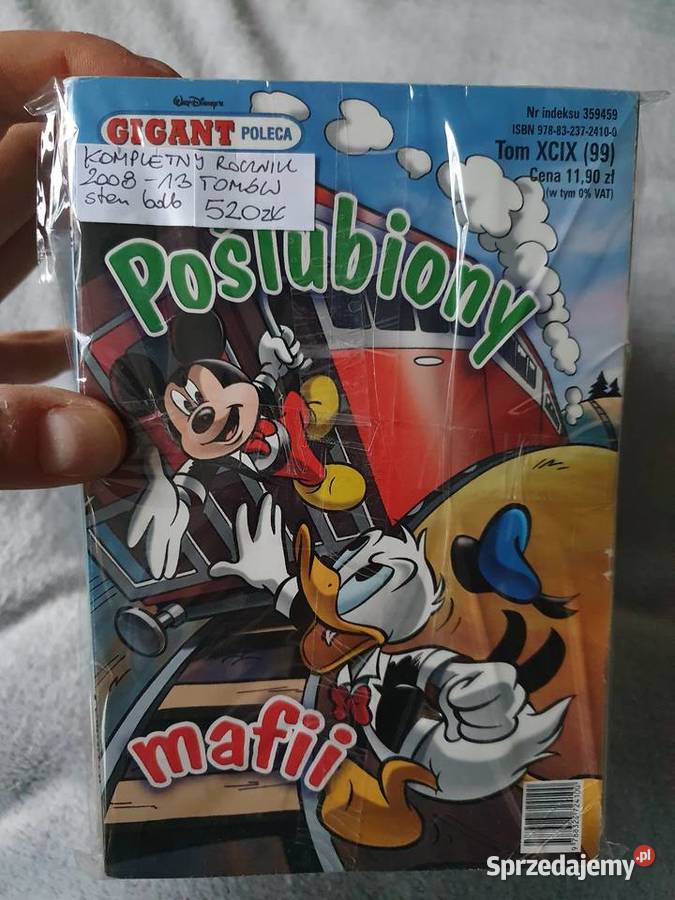 Walt Disney's
GIGANT POLECA
Nr indeksu 359459
ISBN 978-83-237-2410-0
Tom XCIX (99)
Cena 11,90 zł
(w tym 0% VAT)
KOMPLETNY ROCZNIK
2008 - 13 TOMÓW
stan bdb 520zł
Poślubiony
mafii
9788323724100
Sprzedajemy.pl